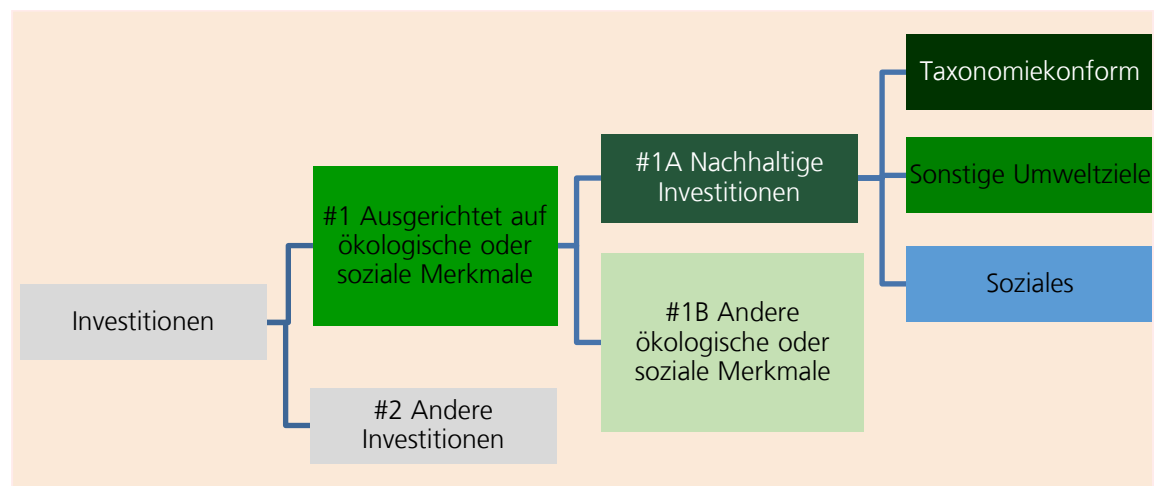 Investitionen
#1 Ausgerichtet auf
ökologische oder
soziale Merkmale
#2 Andere
Investitionen
#1A Nachhaltige
Investitionen
#1B Andere
ökologische oder
soziale Merkmale
Taxonomiekonform
Sonstige Umweltziele
Soziales